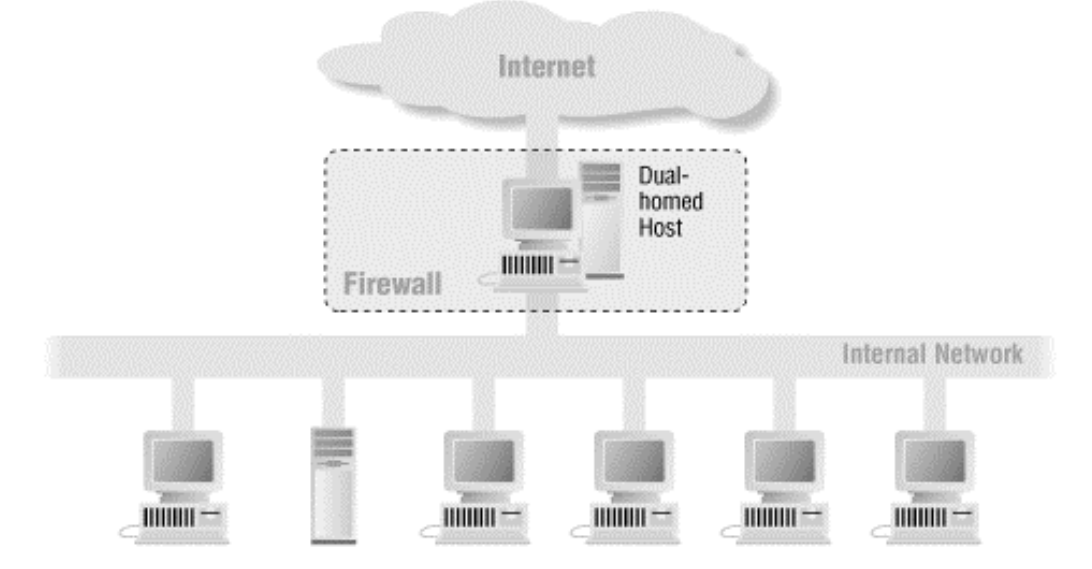 Internet
Dual-
homed
Host
Firewall
Internal Network